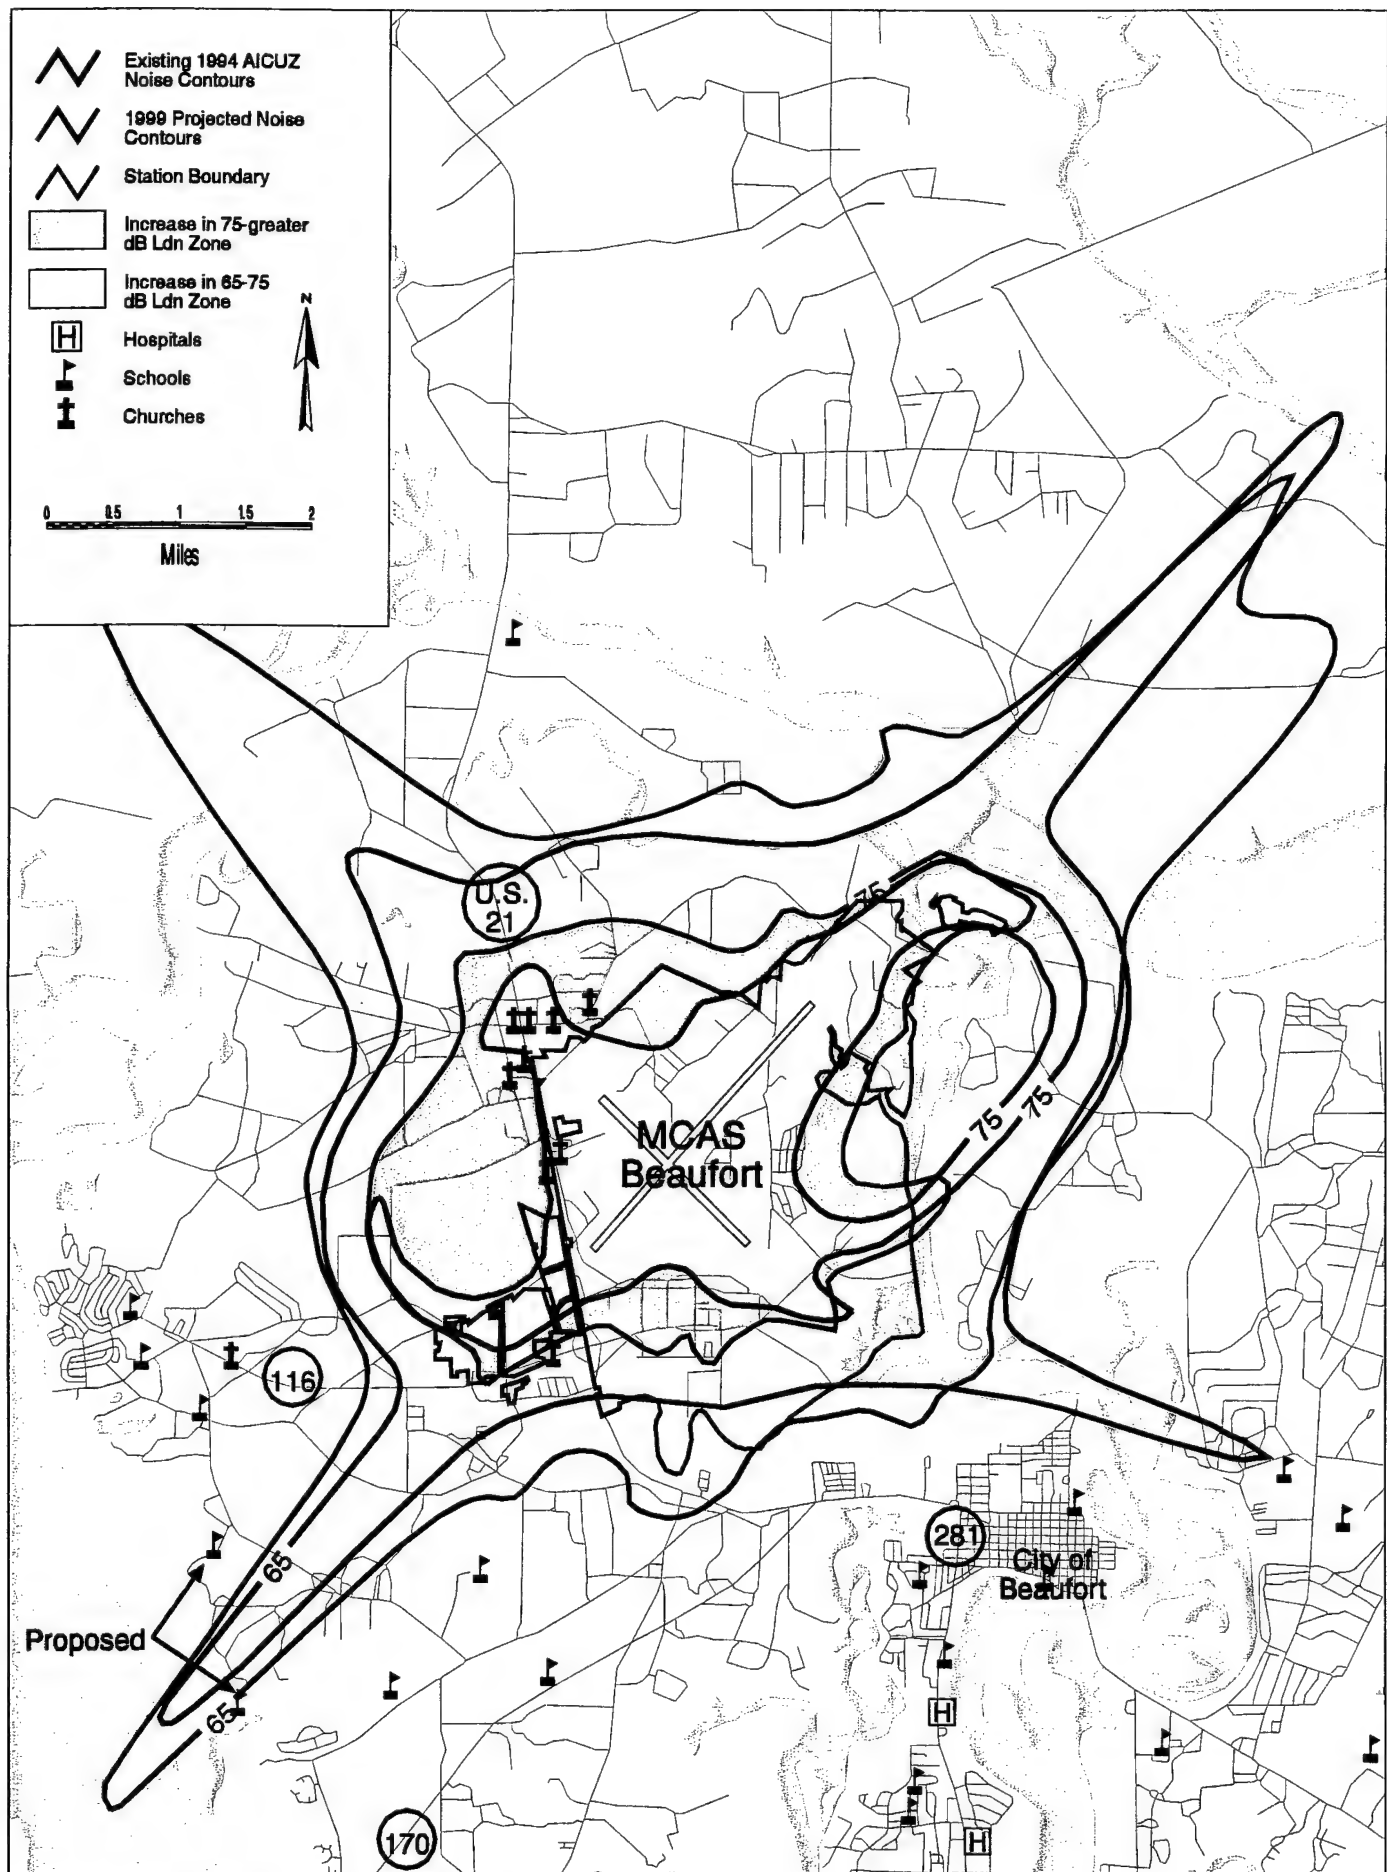 Existing 1994 AICUZ
Noise Contours
1999 Projected Noise
Contours
Station Boundary
Increase in 75-greater
dB Ldn Zone
Increase in 65-75
dB Ldn Zone
N
H
Hospitals
Schools
Churches
0 0.5 1 1.5 2
Miles
U.S.
21
75
MCAS
Beaufort
75
75
116
281
City of
Beaufort
65
Proposed
65
H
170
H